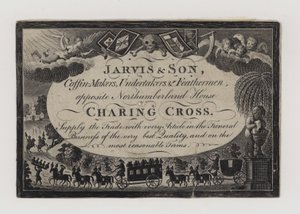 JARVIS & SON,
Coffin Makers, Undertakers & Feathermen,
opposite Northumberland House
CHARING CROSS.
Supply the Trade with every Article in the Funeral
Business of the very best Quality, and on the
most reasonable Terms.